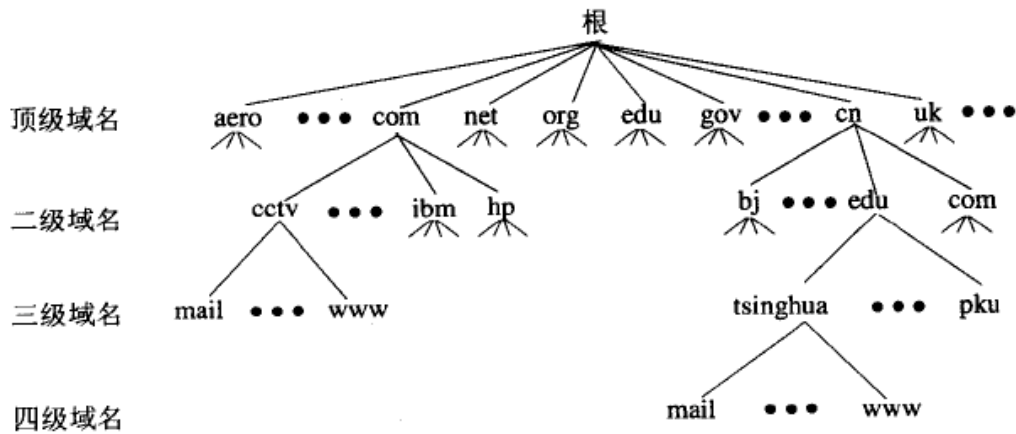 根
顶级域名 aero ●●● com net org edu gov ●●● cn uk ●●●
二级域名 cctv ●●● ibm hp bj ●●● edu com
三级域名 mail ●●● www tsinghua ●●● pku
四级域名 mail ●●● www